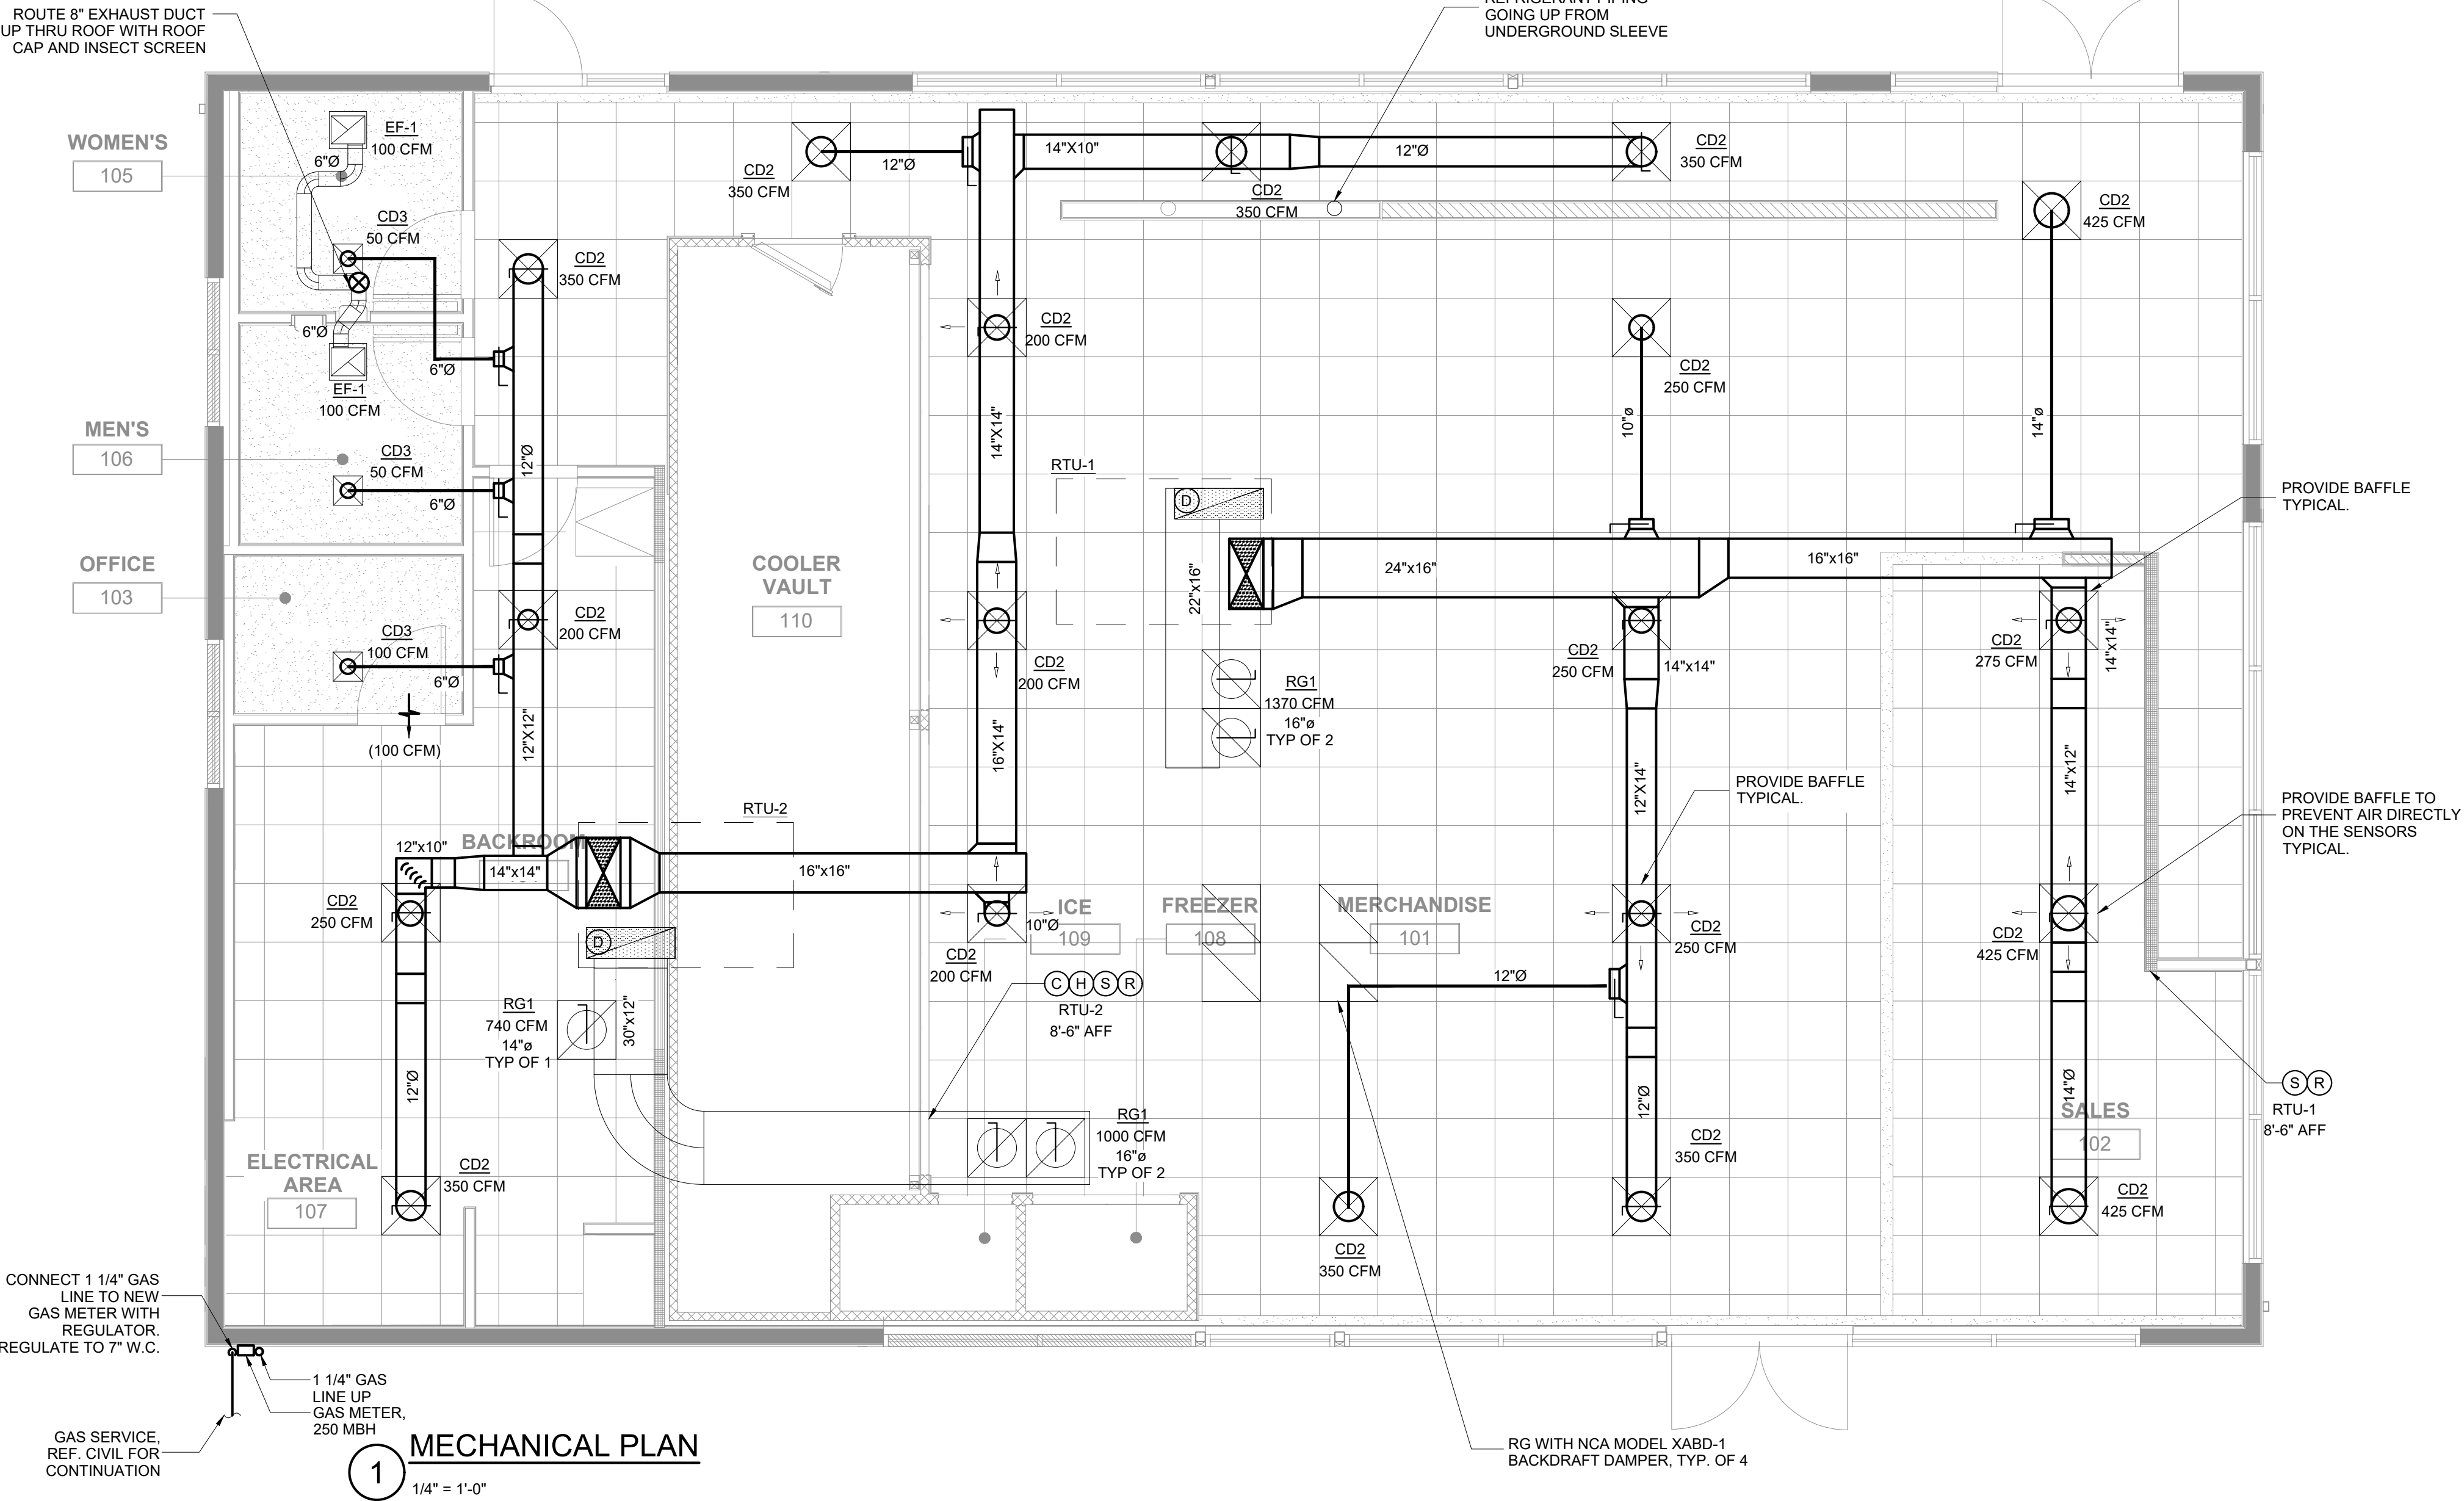 ROUTE 8" EXHAUST DUCT
UP THRU ROOF WITH ROOF
CAP AND INSECT SCREEN
GOING UP FROM
UNDERGROUND SLEEVE
WOMEN'S
105
EF-1
100 CFM
6"Ø
CD3
50 CFM
6"Ø
EF-1
100 CFM
6"Ø
MEN'S
106
CD3
50 CFM
6"Ø
OFFICE
103
CD3
100 CFM
6"Ø
(100 CFM)
CD2
350 CFM
12"Ø
CD2
200 CFM
12"X12"
CD2
350 CFM
12"Ø
14"X10"
CD2
350 CFM
12"Ø
CD2
350 CFM
CD2
425 CFM
CD2
200 CFM
14"X14"
CD2
250 CFM
10"ø
14"ø
RTU-1
COOLER
VAULT
110
22"x16"
24"x16"
16"x16"
PROVIDE BAFFLE
TYPICAL.
CD2
200 CFM
16"X14"
RG1
1370 CFM
16"ø
TYP OF 2
CD2
250 CFM
14"x14"
CD2
275 CFM
14"x14"
12"X14"
14"x12"
PROVIDE BAFFLE
TYPICAL.
PROVIDE BAFFLE TO
PREVENT AIR DIRECTLY
ON THE SENSORS
TYPICAL.
RTU-2
BACKROOM
12"x10"
14"x14"
16"x16"
CD2
250 CFM
10"Ø
CD2
200 CFM
ICE
109
FREEZER
108
MERCHANDISE
101
CD2
250 CFM
CD2
425 CFM
D
D
C H S R
RTU-2
8'-6" AFF
12"Ø
RG1
740 CFM
14"ø
TYP OF 1
30"x12"
12"Ø
12"Ø
14"Ø
S R
RTU-1
8'-6" AFF
SALES
102
RG1
1000 CFM
16"ø
TYP OF 2
CD2
350 CFM
ELECTRICAL
AREA
107
CD2
350 CFM
CD2
425 CFM
CD2
350 CFM
CONNECT 1 1/4" GAS
LINE TO NEW
GAS METER WITH
REGULATOR.
REGULATE TO 7" W.C.
1 1/4" GAS
LINE UP
GAS METER,
250 MBH
GAS SERVICE,
REF. CIVIL FOR
CONTINUATION
RG WITH NCA MODEL XABD-1
BACKDRAFT DAMPER, TYP. OF 4
1
MECHANICAL PLAN
1/4" = 1'-0"